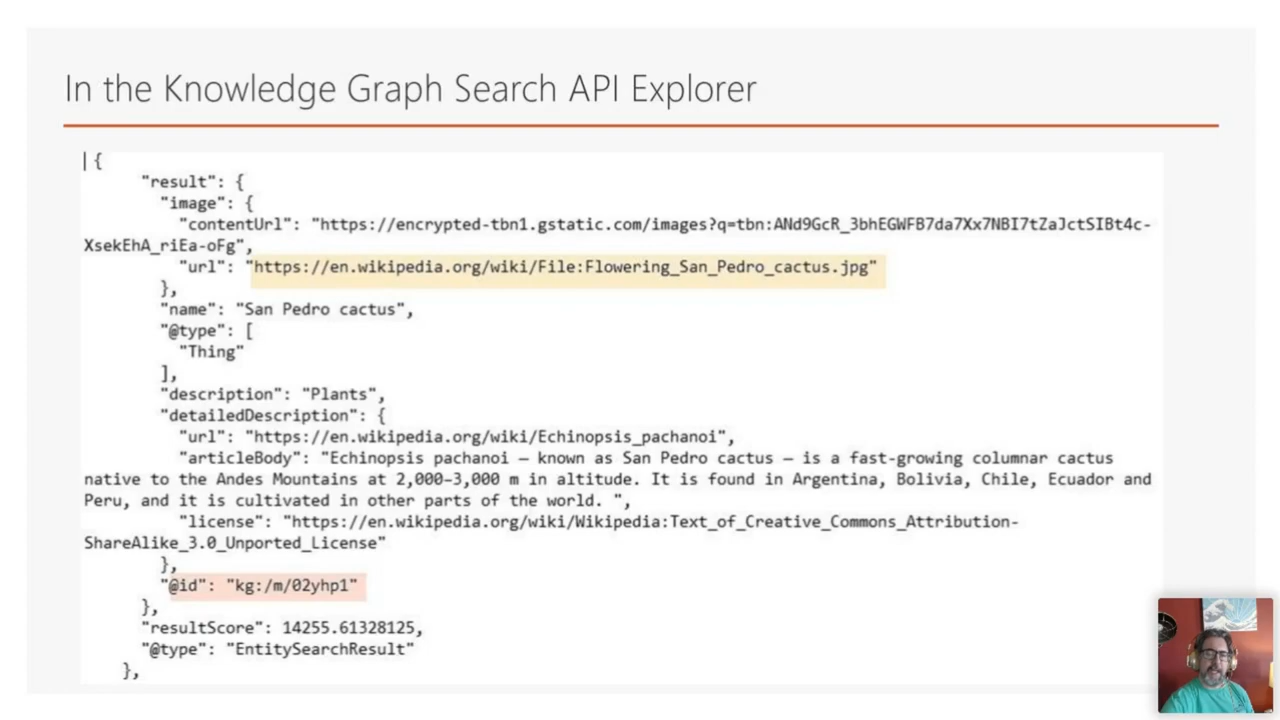 In the Knowledge Graph Search API Explorer
| {
"result": {
"image": {
"contentUrl": "https://encrypted-tbn1.gstatic.com/images?q=tbn:ANd9GcR_3bhEGWFB7da7Xx7NBI7tZaJctSIBt4c-
XsekEhA_riEa-oFg",
"url": "https://en.wikipedia.org/wiki/File:Flowering_San_Pedro_cactus.jpg"
},
"name": "San Pedro cactus",
"@type": [
"Thing"
],
"description": "Plants",
"detailedDescription": {
"url": "https://en.wikipedia.org/wiki/Echinopsis_pachanoi",
"articleBody": "Echinopsis pachanoi — known as San Pedro cactus — is a fast-growing columnar cactus
native to the Andes Mountains at 2,000–3,000 m in altitude. It is found in Argentina, Bolivia, Chile, Ecuador and
Peru, and it is cultivated in other parts of the world. ",
"license": "https://en.wikipedia.org/wiki/Wikipedia:Text_of_Creative_Commons_Attribution-
ShareAlike_3.0_Unported_License"
},
"@id": "kg:/m/02yhp1"
},
"resultScore": 14255.61328125,
"@type": "EntitySearchResult"
},